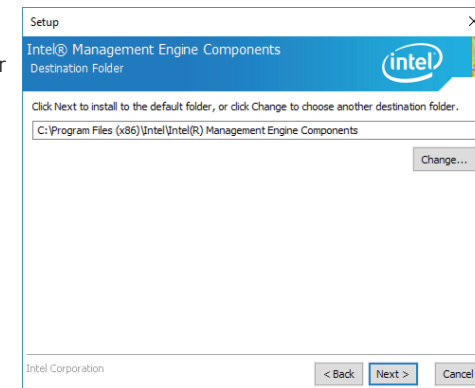 Setup
Intel® Management Engine Components
Destination Folder
intel
r
Click Next to install to the default folder, or click Change to choose another destination folder.
C:\Program Files (x86)\Intel\Intel(R) Management Engine Components
Change...
Intel Corporation
< Back
Next >
Cancel